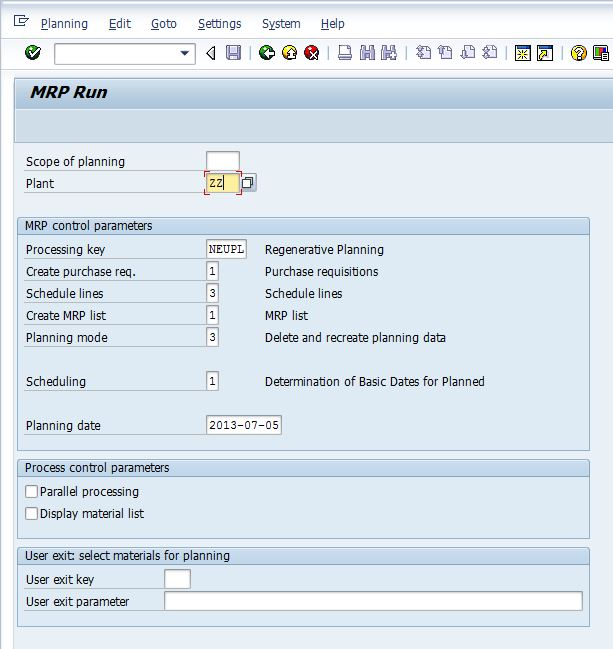 Planning Edit Goto Settings System Help
MRP Run
Scope of planning
Plant ZZ
MRP control parameters
Processing key NEUPL Regenerative Planning
Create purchase req. 1 Purchase requisitions
Schedule lines 3 Schedule lines
Create MRP list 1 MRP list
Planning mode 3 Delete and recreate planning data
Scheduling 1 Determination of Basic Dates for Planned
Planning date 2013-07-05
Process control parameters
Parallel processing
Display material list
User exit: select materials for planning
User exit key
User exit parameter